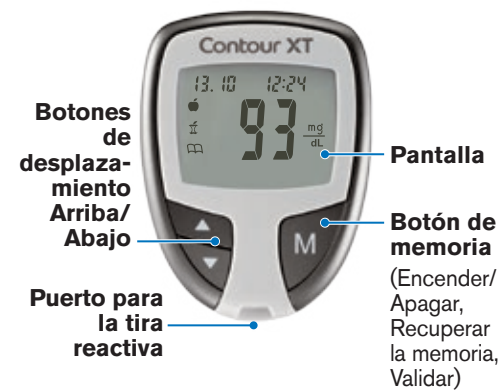 Contour XT
13. 10 12:24
93 mg/dL
M
Botones
de
desplaza-
miento
Arriba/
Abajo
Puerto para
la tira
reactiva
Pantalla
Botón de
memoria
(Encender/
Apagar,
Recuperar
la memoria,
Validar)